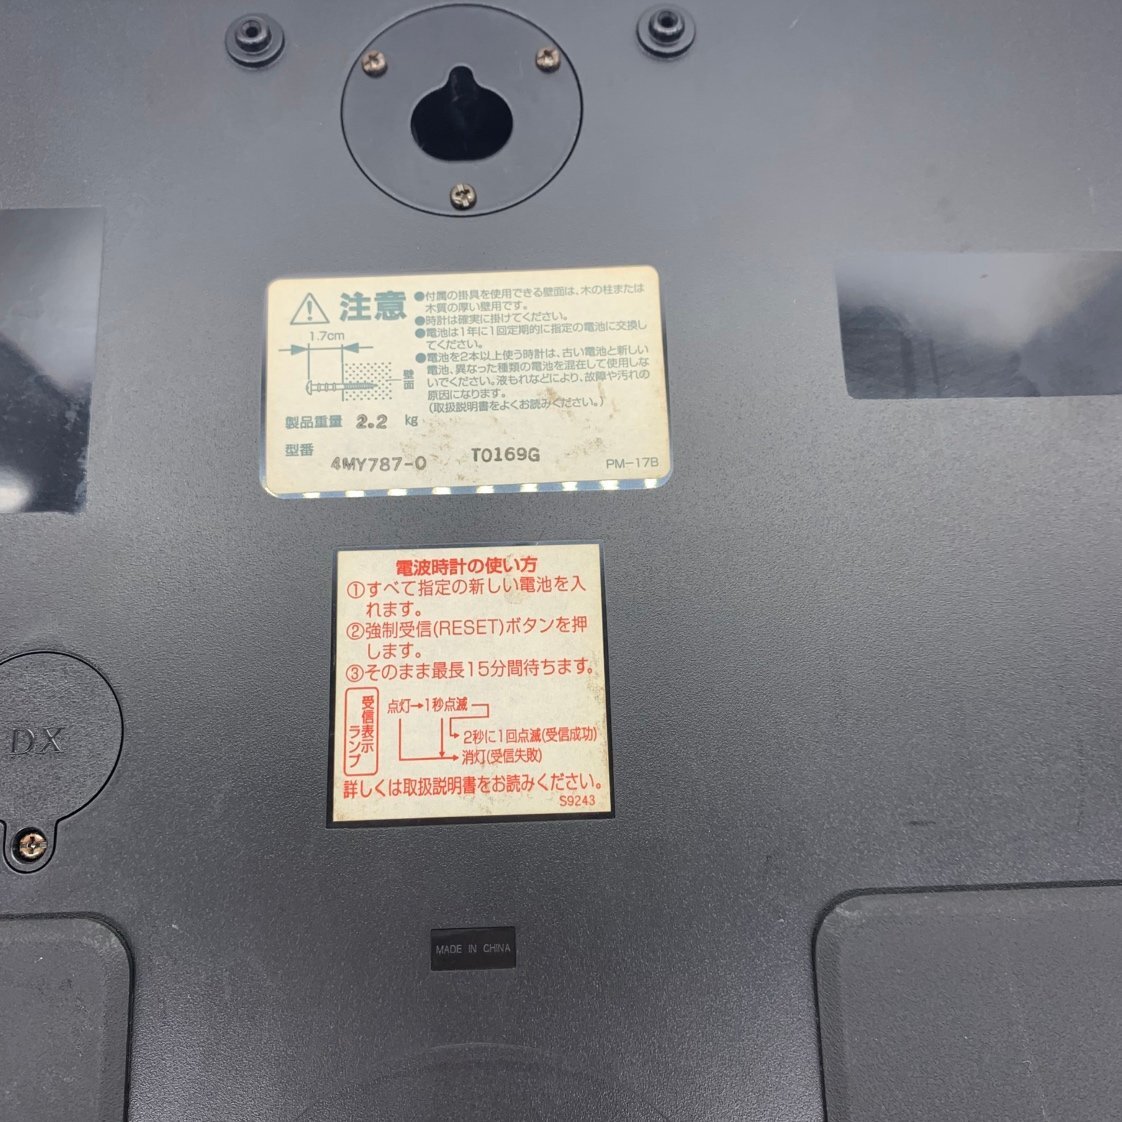 注意
●付属の掛具を使用できる壁面は、木の柱または
木質の厚い壁用です。
●時計は確実に掛けてください。
●電池は1年に1回定期的に指定の電池に交換し
てください。
●電池を2本以上使う時計は、古い電池と新しい
電池、異なった種類の電池を混在して使用しな
いでください。液もれなどにより、故障や汚れの
原因になります。
(取扱説明書をよくお読みください。)
1.7cm
壁面
製品重量 2.2 kg
型番 4MY787-0 T0169G
PM-17B
電波時計の使い方
①すべて指定の新しい電池を入
れます。
②強制受信(RESET)ボタンを押
します。
③そのまま最長15分間待ちます。
受信表示
ランプ
点灯→1秒点滅
2秒に1回点滅(受信成功)
消灯(受信失敗)
詳しくは取扱説明書をお読みください。
S9243
DX
MADE IN CHINA